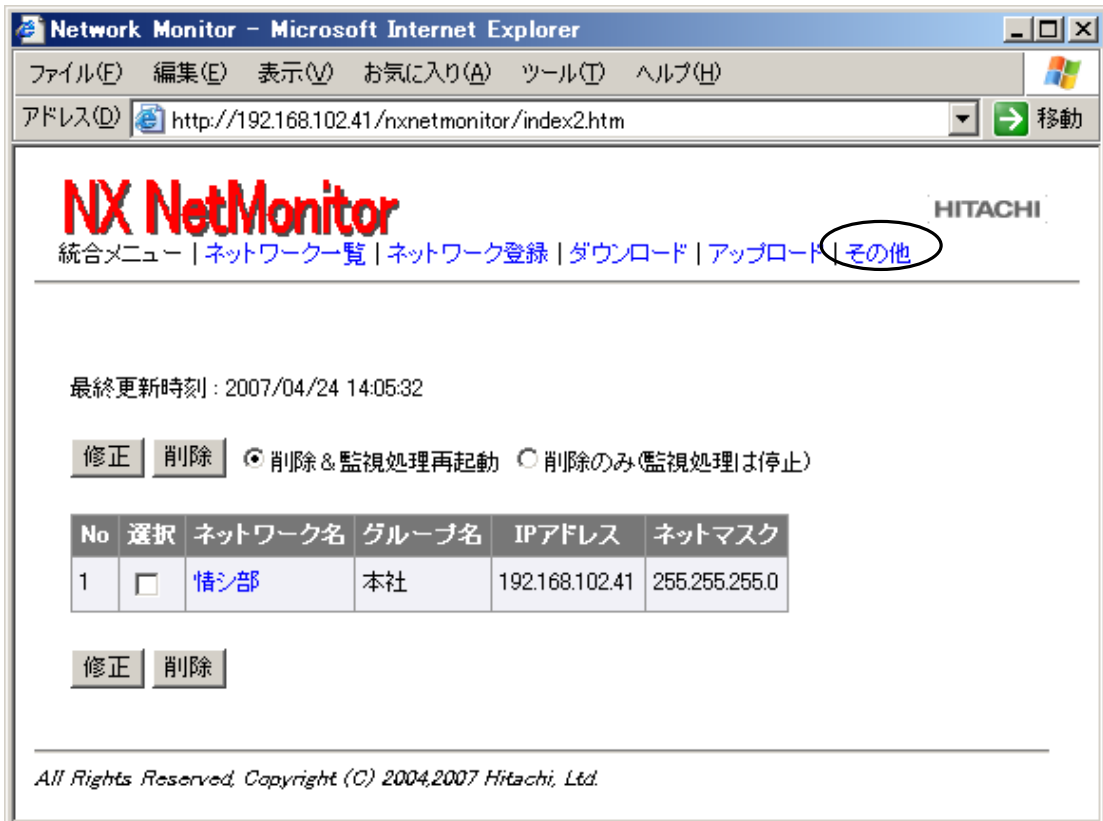 Network Monitor - Microsoft Internet Explorer
ファイル(F) 編集(E) 表示(V) お気に入り(A) ツール(T) ヘルプ(H)
アドレス(D) http://192.168.102.41/nxnetmonitor/index2.htm 移動
NX NetMonitor
HITACHI
統合メニュー | ネットワーク一覧 | ネットワーク登録 | ダウンロード | アップロード | その他
最終更新時刻 : 2007/04/24 14:05:32
修正 削除 削除&監視処理再起動 削除のみ(監視処理は停止)
No 選択 ネットワーク名 グループ名 IPアドレス ネットマスク
1 情シ部 本社 192.168.102.41 255.255.255.0
修正 削除
All Rights Reserved, Copyright (C) 2004,2007 Hitachi, Ltd.